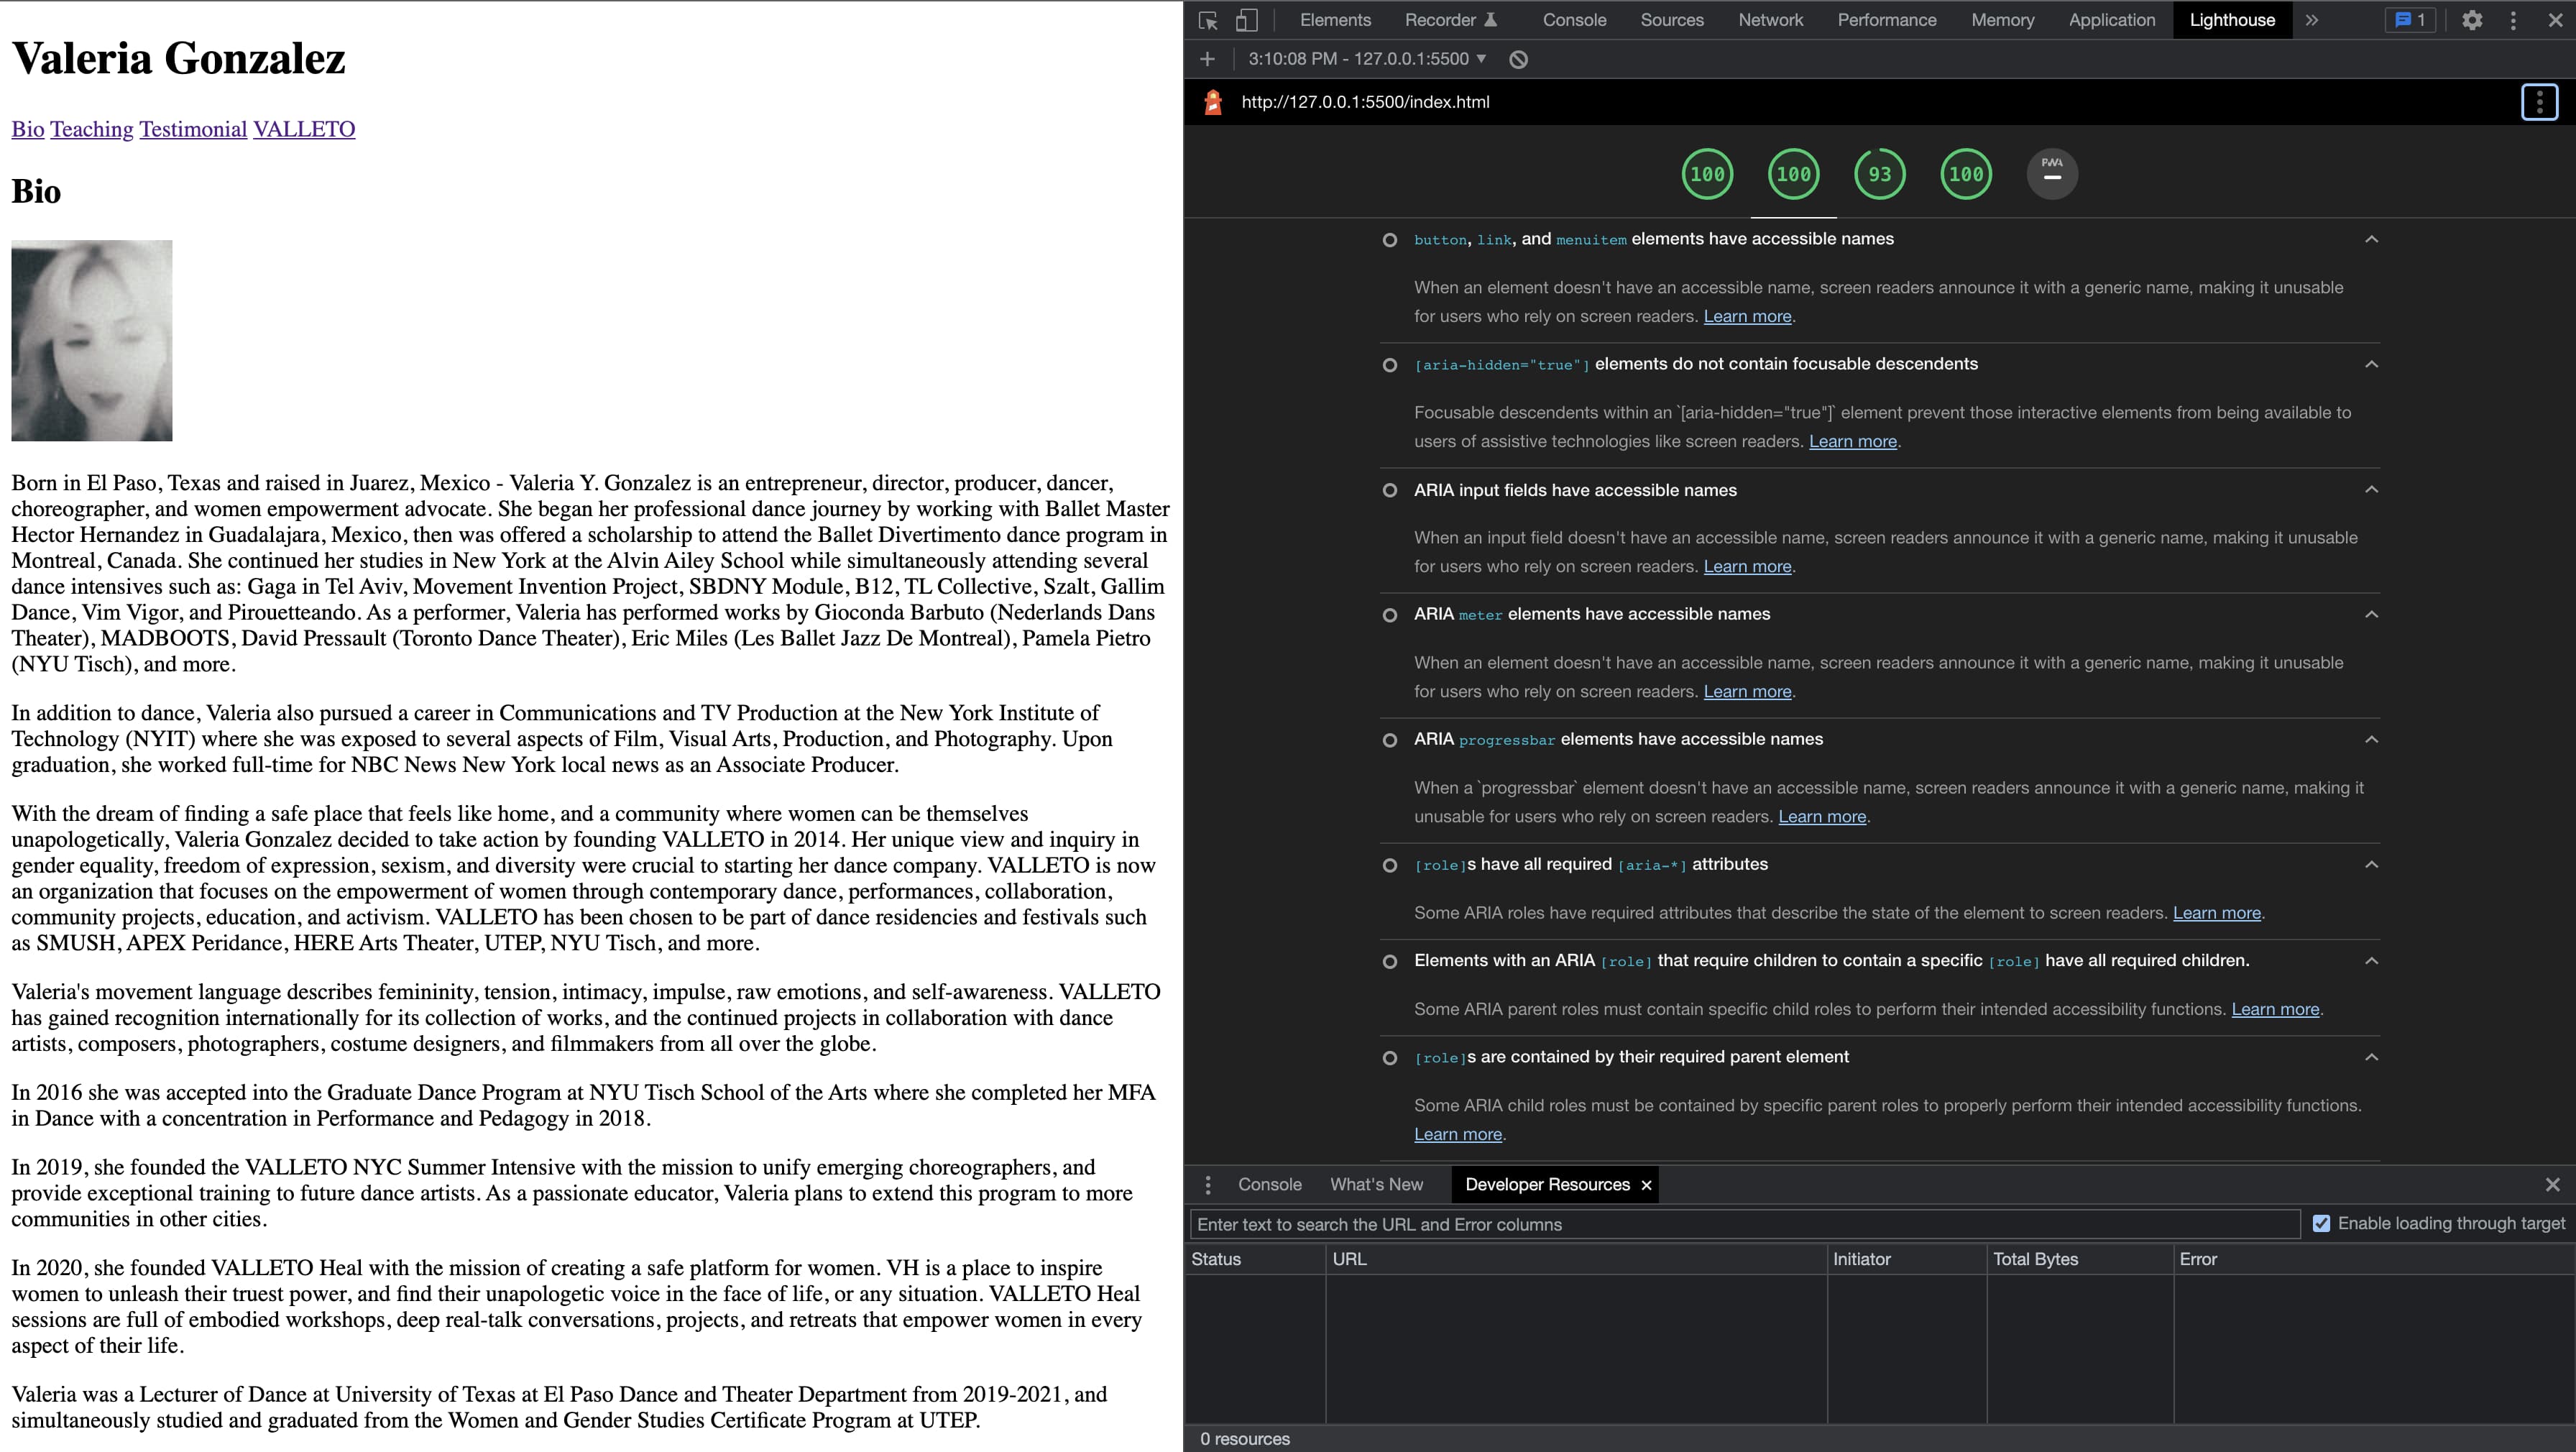 Valeria Gonzalez
Bio Teaching Testimonial VALLETO
Bio
Born in El Paso, Texas and raised in Juarez, Mexico - Valeria Y. Gonzalez is an entrepreneur, director, producer, dancer,
choreographer, and women empowerment advocate. She began her professional dance journey by working with Ballet Master
Hector Hernandez in Guadalajara, Mexico, then was offered a scholarship to attend the Ballet Divertimento dance program in
Montreal, Canada. She continued her studies in New York at the Alvin Ailey School while simultaneously attending several
dance intensives such as: Gaga in Tel Aviv, Movement Invention Project, SBDNY Module, B12, TL Collective, Szalt, Gallim
Dance, Vim Vigor, and Pirouetteando. As a performer, Valeria has performed works by Gioconda Barbuto (Nederlands Dans
Theater), MADBOOTS, David Pressault (Toronto Dance Theater), Eric Miles (Les Ballet Jazz De Montreal), Pamela Pietro
(NYU Tisch), and more.
In addition to dance, Valeria also pursued a career in Communications and TV Production at the New York Institute of
Technology (NYIT) where she was exposed to several aspects of Film, Visual Arts, Production, and Photography. Upon
graduation, she worked full-time for NBC News New York local news as an Associate Producer.
With the dream of finding a safe place that feels like home, and a community where women can be themselves
unapologetically, Valeria Gonzalez decided to take action by founding VALLETO in 2014. Her unique view and inquiry in
gender equality, freedom of expression, sexism, and diversity were crucial to starting her dance company. VALLETO is now
an organization that focuses on the empowerment of women through contemporary dance, performances, collaboration,
community projects, education, and activism. VALLETO has been chosen to be part of dance residencies and festivals such
as SMUSH, APEX Peridance, HERE Arts Theater, UTEP, NYU Tisch, and more.
Valeria's movement language describes femininity, tension, intimacy, impulse, raw emotions, and self-awareness. VALLETO
has gained recognition internationally for its collection of works, and the continued projects in collaboration with dance
artists, composers, photographers, costume designers, and filmmakers from all over the globe.
In 2016 she was accepted into the Graduate Dance Program at NYU Tisch School of the Arts where she completed her MFA
in Dance with a concentration in Performance and Pedagogy in 2018.
In 2019, she founded the VALLETO NYC Summer Intensive with the mission to unify emerging choreographers, and
provide exceptional training to future dance artists. As a passionate educator, Valeria plans to extend this program to more
communities in other cities.
In 2020, she founded VALLETO Heal with the mission of creating a safe platform for women. VH is a place to inspire
women to unleash their truest power, and find their unapologetic voice in the face of life, or any situation. VALLETO Heal
sessions are full of embodied workshops, deep real-talk conversations, projects, and retreats that empower women in every
aspect of their life.
Valeria was a Lecturer of Dance at University of Texas at El Paso Dance and Theater Department from 2019-2021, and
simultaneously studied and graduated from the Women and Gender Studies Certificate Program at UTEP.
Elements Recorder Console Sources Network Performance Memory Application Lighthouse » 1
3:10:08 PM - 127.0.0.1:5500
http://127.0.0.1:5500/index.html
100 100 93 100 PWA
button, link, and menuitem elements have accessible names
When an element doesn't have an accessible name, screen readers announce it with a generic name, making it unusable
for users who rely on screen readers. Learn more.
[aria-hidden="true"] elements do not contain focusable descendents
Focusable descendents within an `[aria-hidden="true"]` element prevent those interactive elements from being available to
users of assistive technologies like screen readers. Learn more.
ARIA input fields have accessible names
When an input field doesn't have an accessible name, screen readers announce it with a generic name, making it unusable
for users who rely on screen readers. Learn more.
ARIA meter elements have accessible names
When an element doesn't have an accessible name, screen readers announce it with a generic name, making it unusable
for users who rely on screen readers. Learn more.
ARIA progressbar elements have accessible names
When a `progressbar` element doesn't have an accessible name, screen readers announce it with a generic name, making it
unusable for users who rely on screen readers. Learn more.
[role]s have all required [aria-*] attributes
Some ARIA roles have required attributes that describe the state of the element to screen readers. Learn more.
Elements with an ARIA [role] that require children to contain a specific [role] have all required children.
Some ARIA parent roles must contain specific child roles to perform their intended accessibility functions. Learn more.
[role]s are contained by their required parent element
Some ARIA child roles must be contained by specific parent roles to properly perform their intended accessibility functions.
Learn more.
Console What's New Developer Resources ×
Enter text to search the URL and Error columns Enable loading through target
Status URL Initiator Total Bytes Error
0 resources